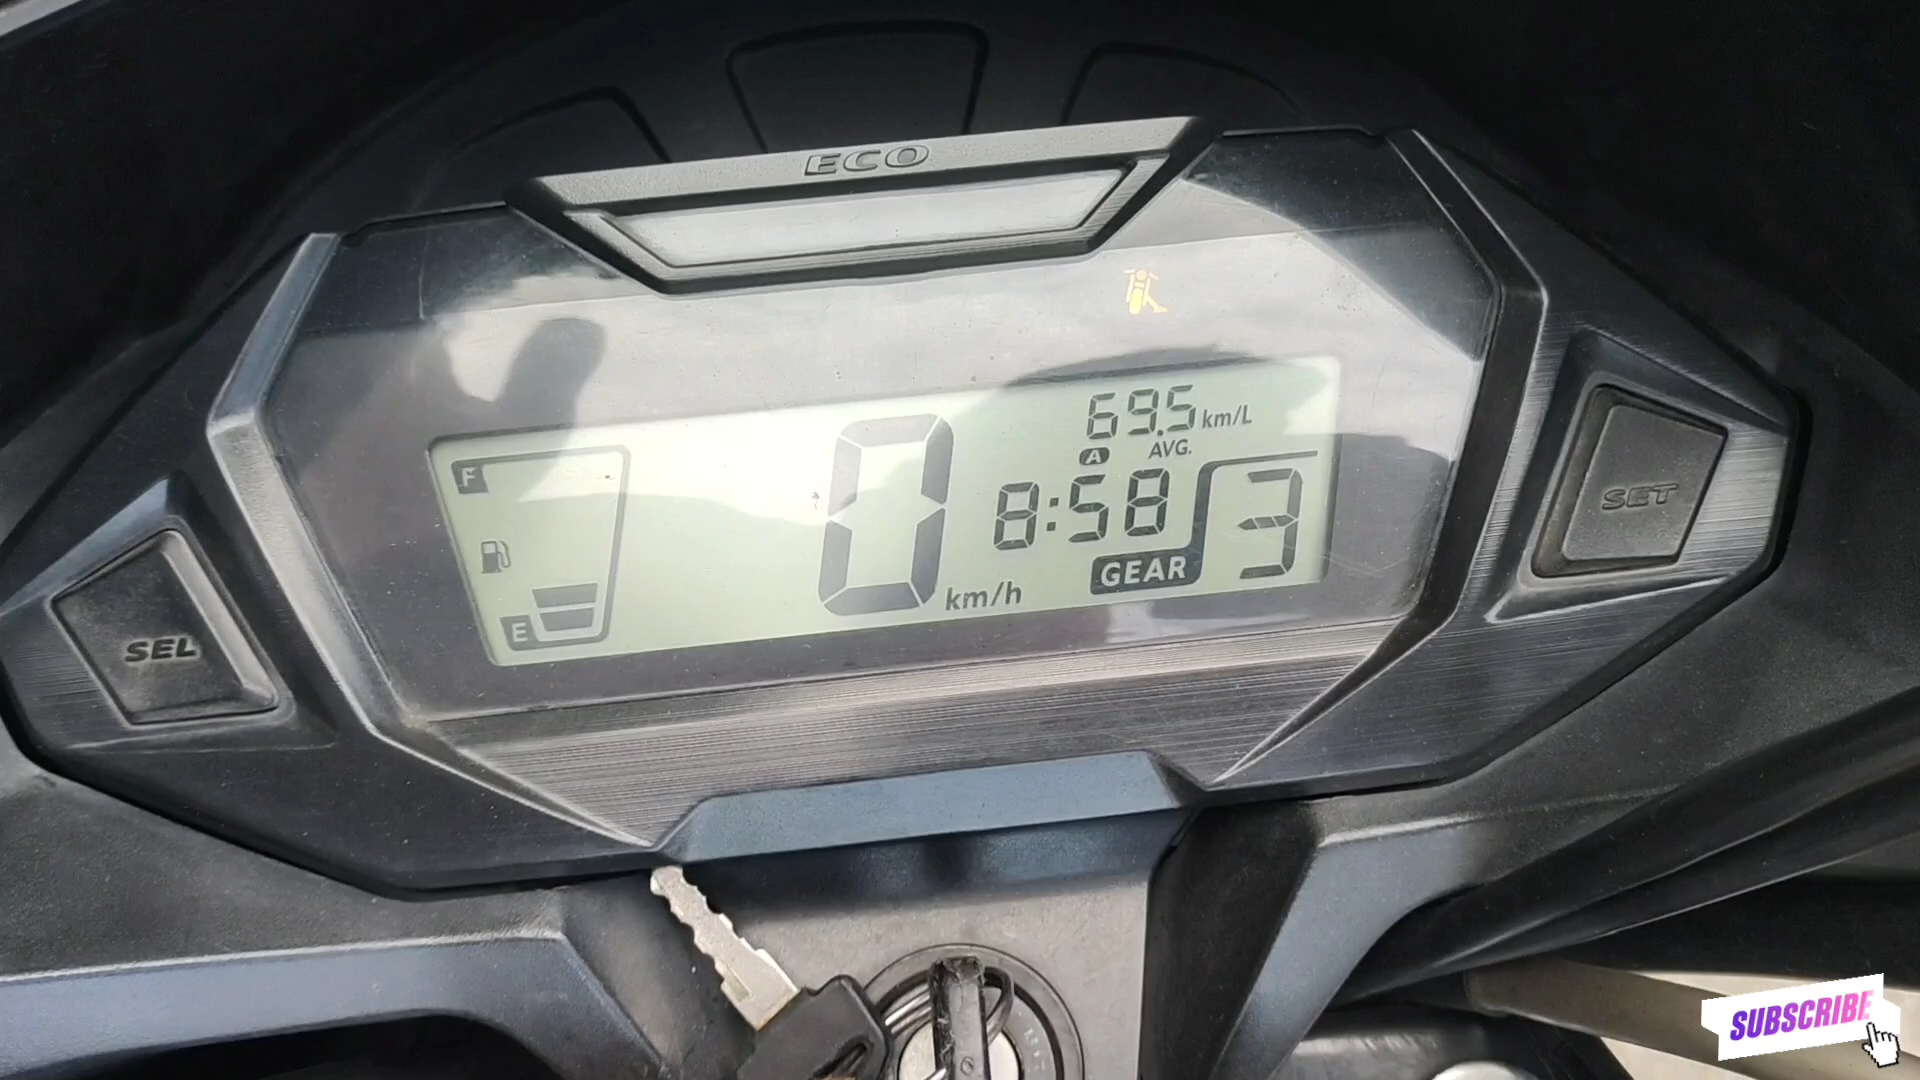 ECO
69.5 km/L
A AVG.
F
8:58
0 km/h
GEAR 3
E
SEL
SET
SUBSCRIBE